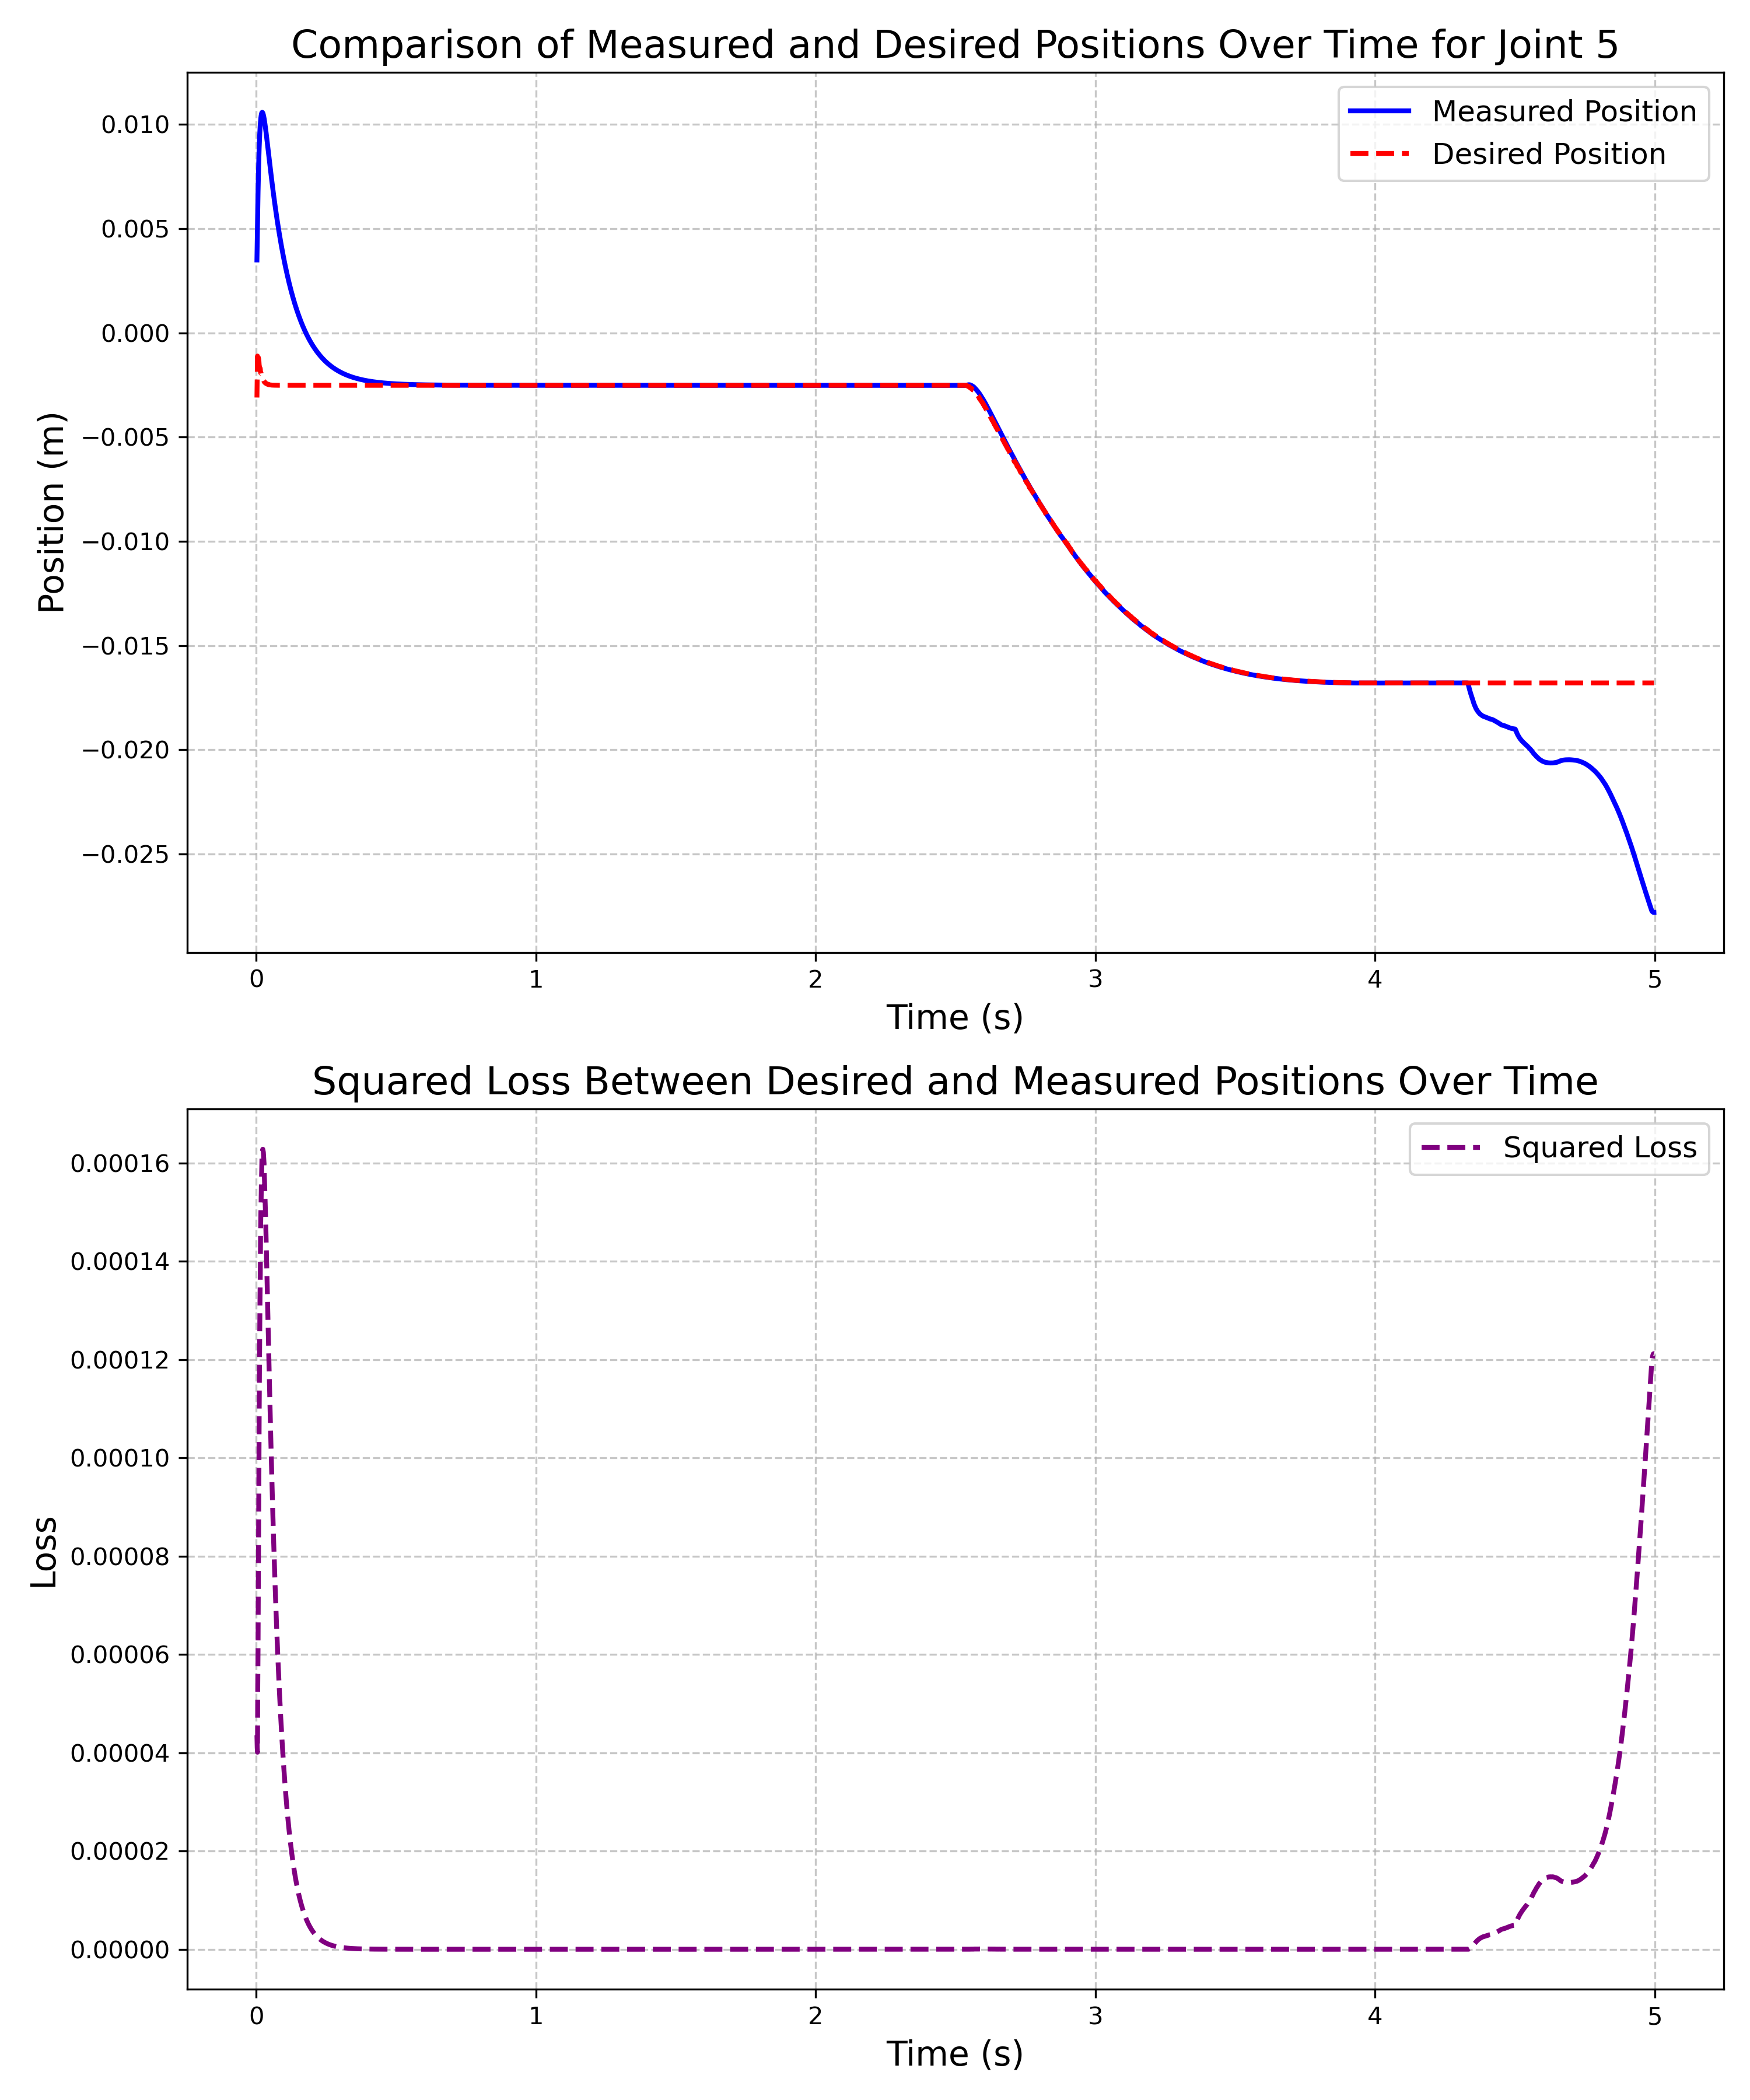 Comparison of Measured and Desired Positions Over Time for Joint 5
Measured Position
Desired Position
0.010
0.005
0.000
−0.005
−0.010
−0.015
−0.020
−0.025
Position (m)
0 1 2 3 4 5
Time (s)
Squared Loss Between Desired and Measured Positions Over Time
Squared Loss
0.00016
0.00014
0.00012
0.00010
0.00008
0.00006
0.00004
0.00002
0.00000
Loss
0 1 2 3 4 5
Time (s)